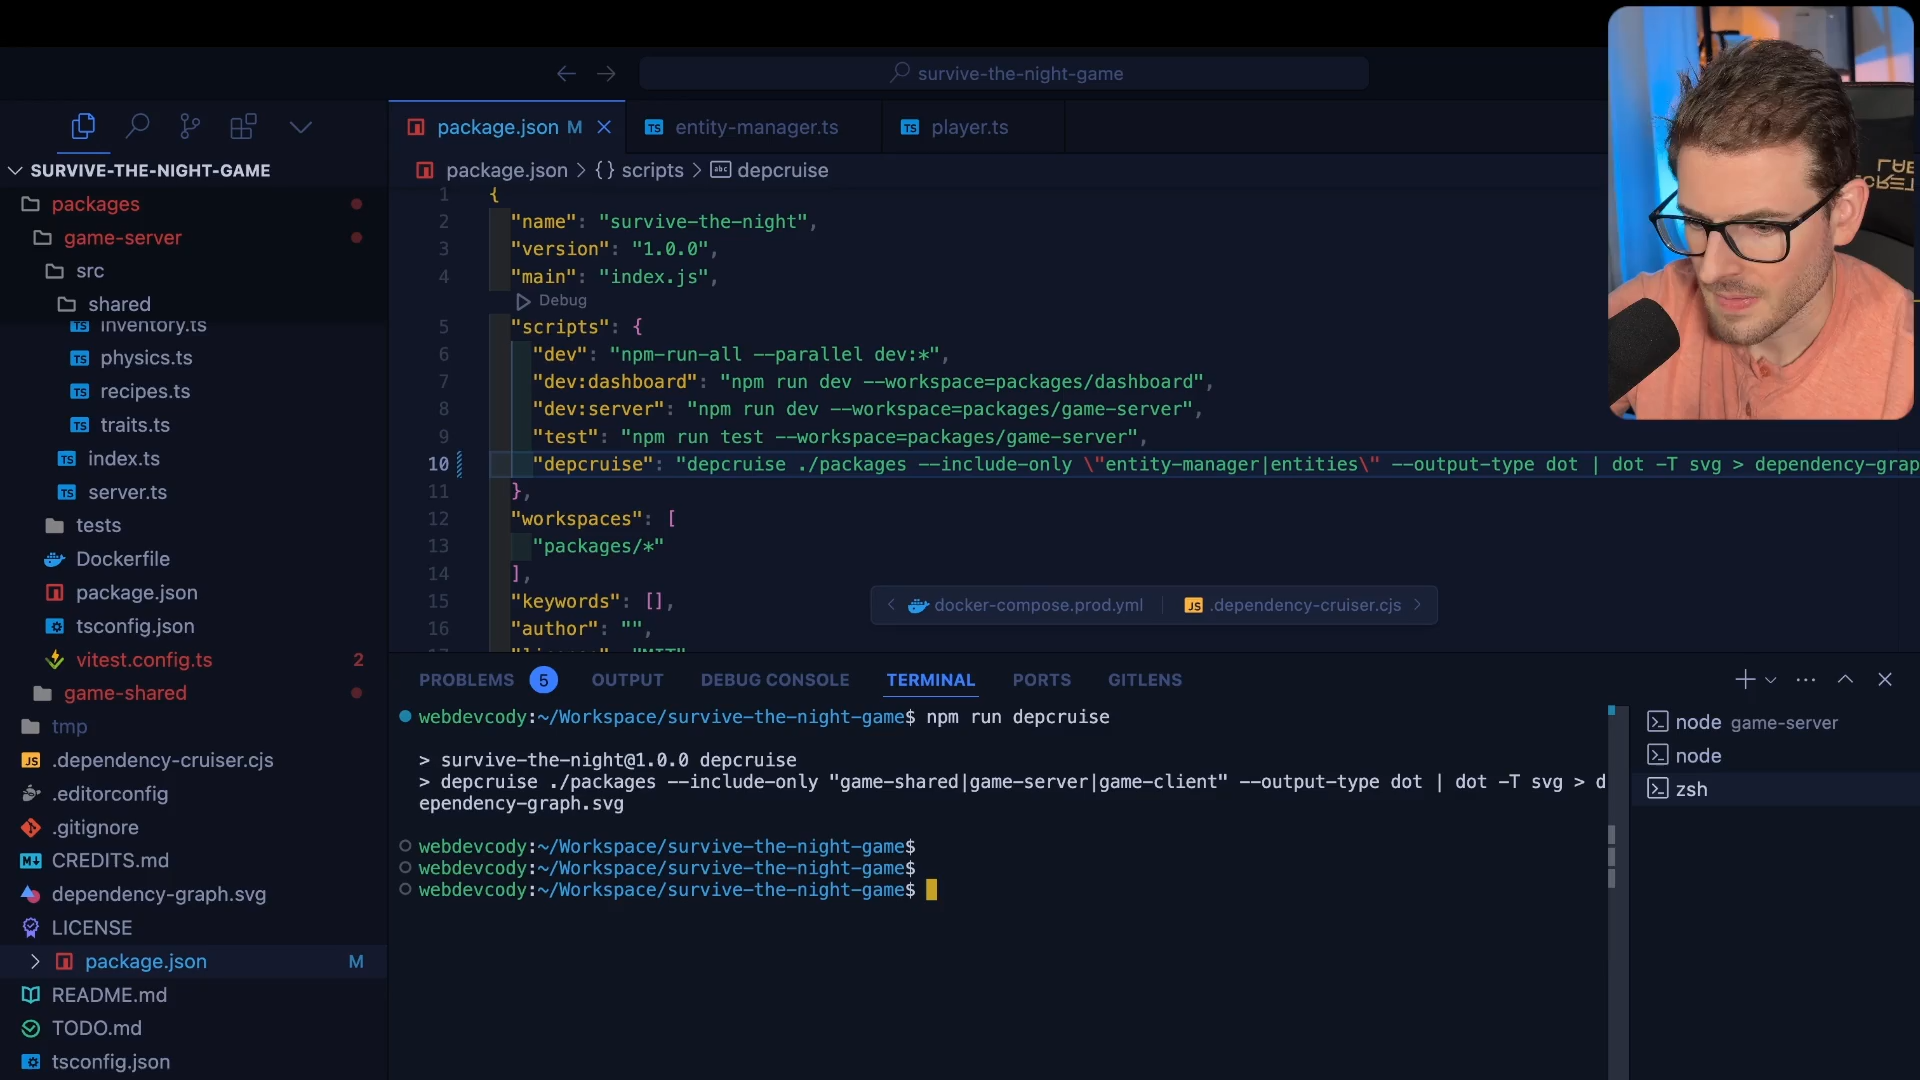 survive-the-night-game
SURVIVE-THE-NIGHT-GAME
packages
game-server
src
shared
inventory.ts
physics.ts
recipes.ts
traits.ts
index.ts
server.ts
tests
Dockerfile
package.json
tsconfig.json
vitest.config.ts 2
game-shared
tmp
.dependency-cruiser.cjs
.editorconfig
.gitignore
CREDITS.md
dependency-graph.svg
LICENSE
package.json M
README.md
TODO.md
tsconfig.json
package.json M
entity-manager.ts
player.ts
package.json > {} scripts > abc depcruise
1 {
2 "name": "survive-the-night",
3 "version": "1.0.0",
4 "main": "index.js",
Debug
5 "scripts": {
6 "dev": "npm-run-all --parallel dev:*",
7 "dev:dashboard": "npm run dev --workspace=packages/dashboard",
8 "dev:server": "npm run dev --workspace=packages/game-server",
9 "test": "npm run test --workspace=packages/game-server",
10 "depcruise": "depcruise ./packages --include-only \"entity-manager|entities\" --output-type dot | dot -T svg > dependency-grap
11 },
12 "workspaces": [
13 "packages/*"
14 ],
15 "keywords": [],
16 "author": "",
docker-compose.prod.yml
.dependency-cruiser.cjs
PROBLEMS 5 OUTPUT DEBUG CONSOLE TERMINAL PORTS GITLENS
webdevcody:~/Workspace/survive-the-night-game$ npm run depcruise
> survive-the-night@1.0.0 depcruise
> depcruise ./packages --include-only "game-shared|game-server|game-client" --output-type dot | dot -T svg > d
ependency-graph.svg
webdevcody:~/Workspace/survive-the-night-game$
webdevcody:~/Workspace/survive-the-night-game$
webdevcody:~/Workspace/survive-the-night-game$
node game-server
node
zsh